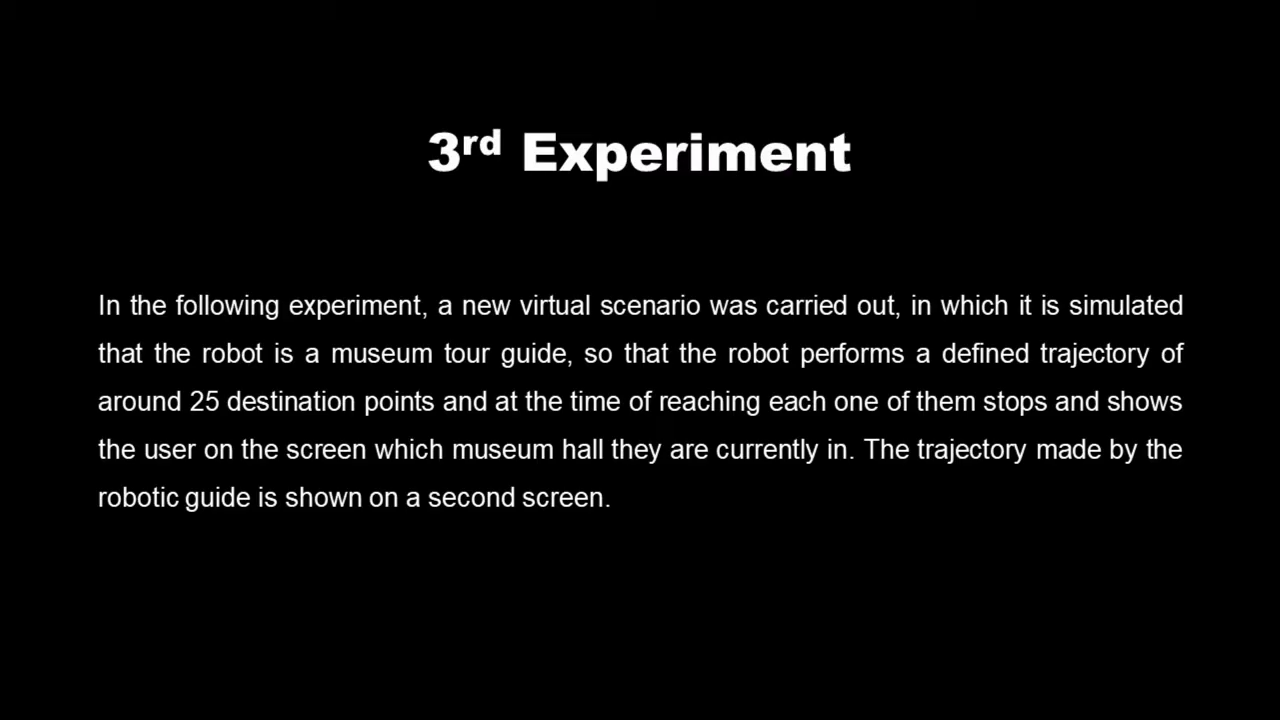 3rd Experiment
In the following experiment, a new virtual scenario was carried out, in which it is simulated
that the robot is a museum tour guide, so that the robot performs a defined trajectory of
around 25 destination points and at the time of reaching each one of them stops and shows
the user on the screen which museum hall they are currently in. The trajectory made by the
robotic guide is shown on a second screen.